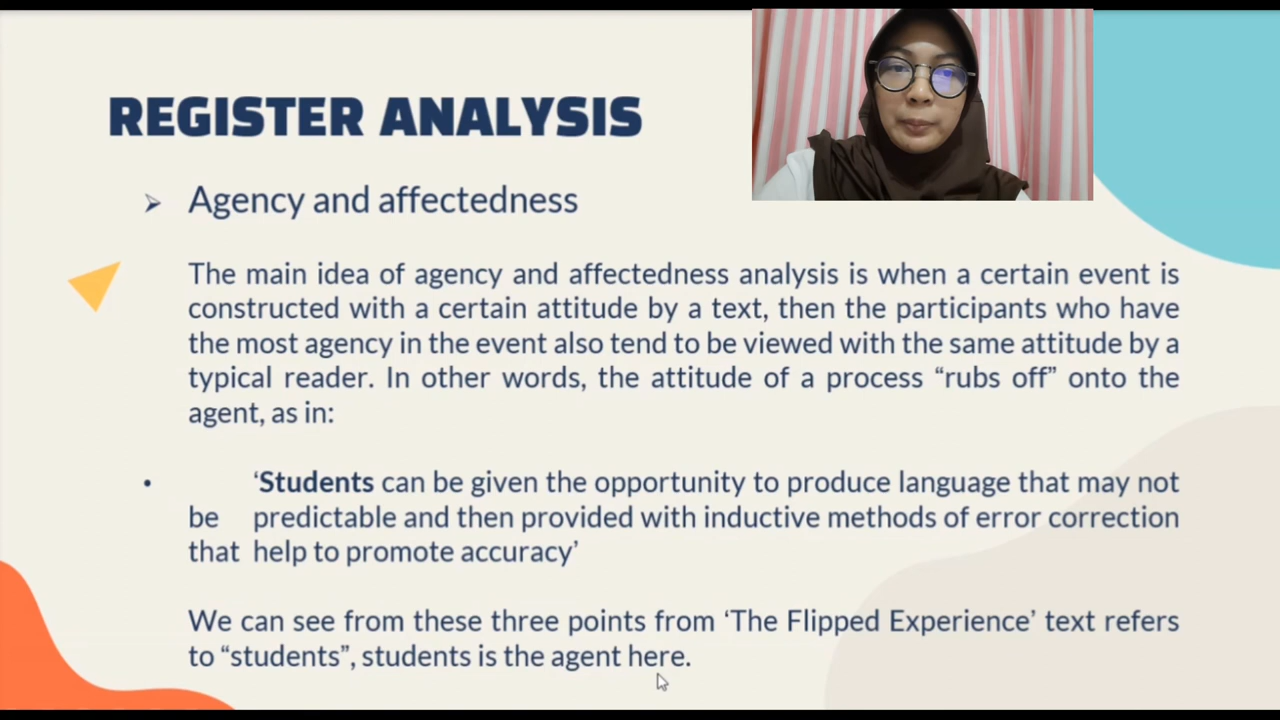 REGISTER ANALYSIS
➢ Agency and affectedness
The main idea of agency and affectedness analysis is when a certain event is
constructed with a certain attitude by a text, then the participants who have
the most agency in the event also tend to be viewed with the same attitude by a
typical reader. In other words, the attitude of a process “rubs off” onto the
agent, as in:
• ‘Students can be given the opportunity to produce language that may not
be predictable and then provided with inductive methods of error correction
that help to promote accuracy’
We can see from these three points from ‘The Flipped Experience’ text refers
to “students”, students is the agent here.